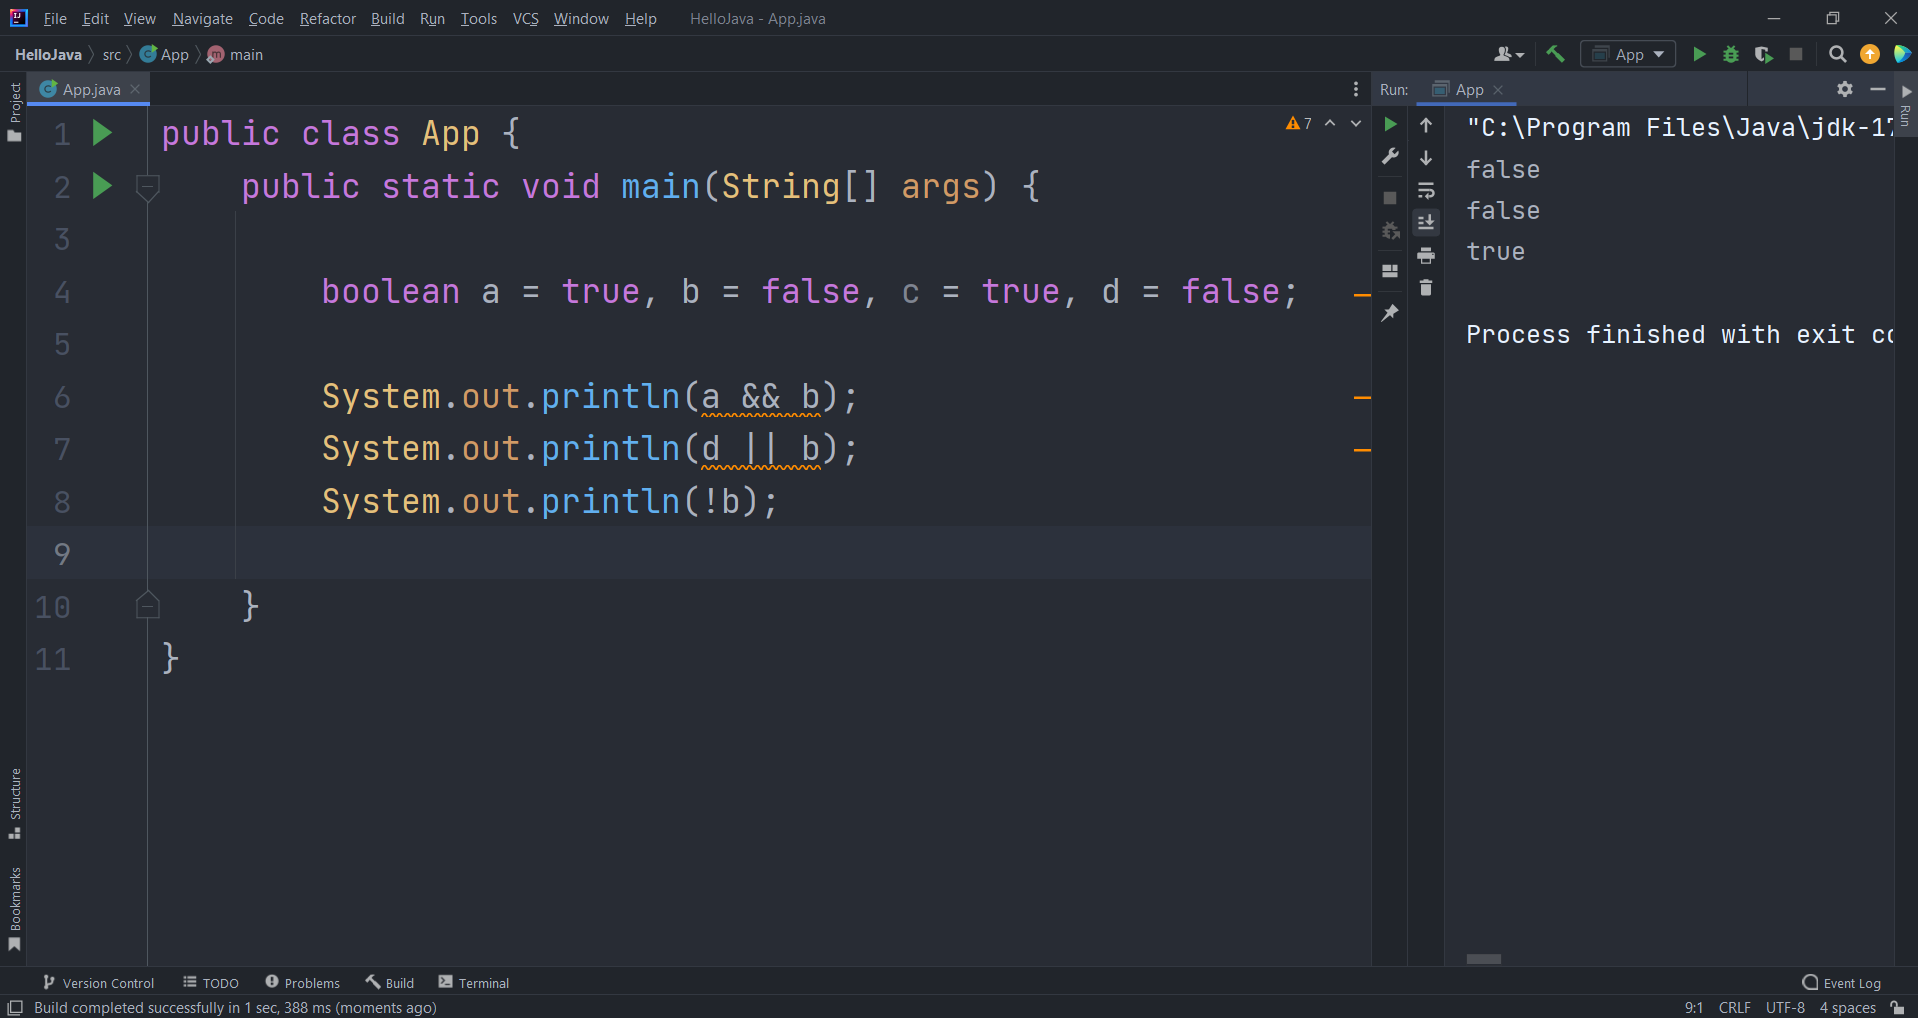 File Edit View Navigate Code Refactor Build Run Tools VCS Window Help HelloJava - App.java
HelloJava src App main
App
Project
App.java
7
Run: App
Run
1 public class App {
2 public static void main(String[] args) {
3
4 boolean a = true, b = false, c = true, d = false;
5
6 System.out.println(a && b);
7 System.out.println(d || b);
8 System.out.println(!b);
9
10 }
11 }
"C:\Program Files\Java\jdk-17
false
false
true
Process finished with exit co
Structure
Bookmarks
Version Control TODO Problems Build Terminal Event Log
Build completed successfully in 1 sec, 388 ms (moments ago) 9:1 CRLF UTF-8 4 spaces